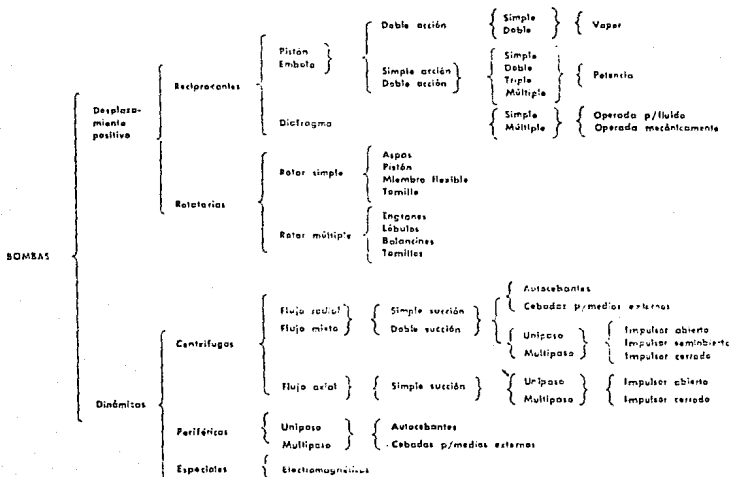 Doble acción
Simple
Doble
Vapor
Pistón
Embolo
Simple acción
Doble acción
Simple
Doble
Triple
Múltiple
Potencia
Reciprocantes
Desplaza-
miento
positivo
Diafragma
Simple
Múltiple
Operada p/fluido
Operada mecánicamente
Rotatorias
Rotor simple
Aspas
Pistón
Miembro flexible
Tornillo
Rotor múltiple
Engranes
Lóbulos
Balancines
Tornillos
BOMBAS
Dinámicas
Centrífugas
Flujo radial
Flujo mixto
Simple succión
Doble succión
Autocebantes
Cebadas p/medios externos
Unipaso
Multipaso
Impulsor abierto
Impulsor semiabierto
Impulsor cerrado
Flujo axial
Simple succión
Unipaso
Multipaso
Impulsor abierto
Impulsor cerrado
Periféricas
Unipaso
Multipaso
Autocebantes
Cebadas p/medios externos
Especiales
Electromagnéticas